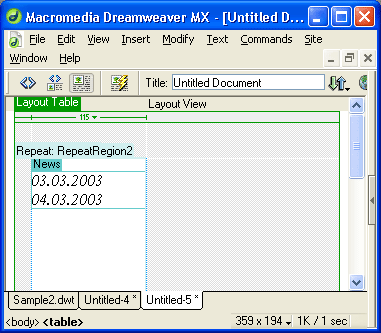 Macromedia Dreamweaver MX - [Untitled D...
File Edit View Insert Modify Text Commands Site
Window Help
Title: Untitled Document
Layout Table Layout View
115
Repeat: RepeatRegion2
News
03.03.2003
04.03.2003
Sample2.dwt Untitled-4 * Untitled-5 *
<body> <table> 359 x 194 1K / 1 sec